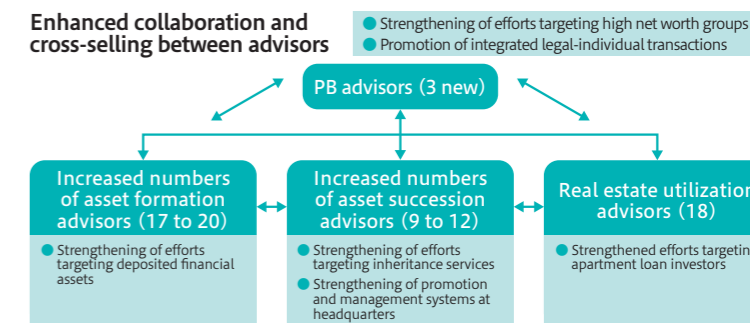 Enhanced collaboration and
cross-selling between advisors
● Strengthening of efforts targeting high net worth groups
● Promotion of integrated legal-individual transactions
PB advisors (3 new)
Increased numbers
of asset formation
advisors (17 to 20)
● Strengthening of efforts
targeting deposited financial
assets
Increased numbers
of asset succession
advisors (9 to 12)
● Strengthening of efforts
targeting inheritance services
● Strengthening of promotion
and management systems at
headquarters
Real estate utilization
advisors (18)
● Strengthened efforts targetin
apartment loan investors